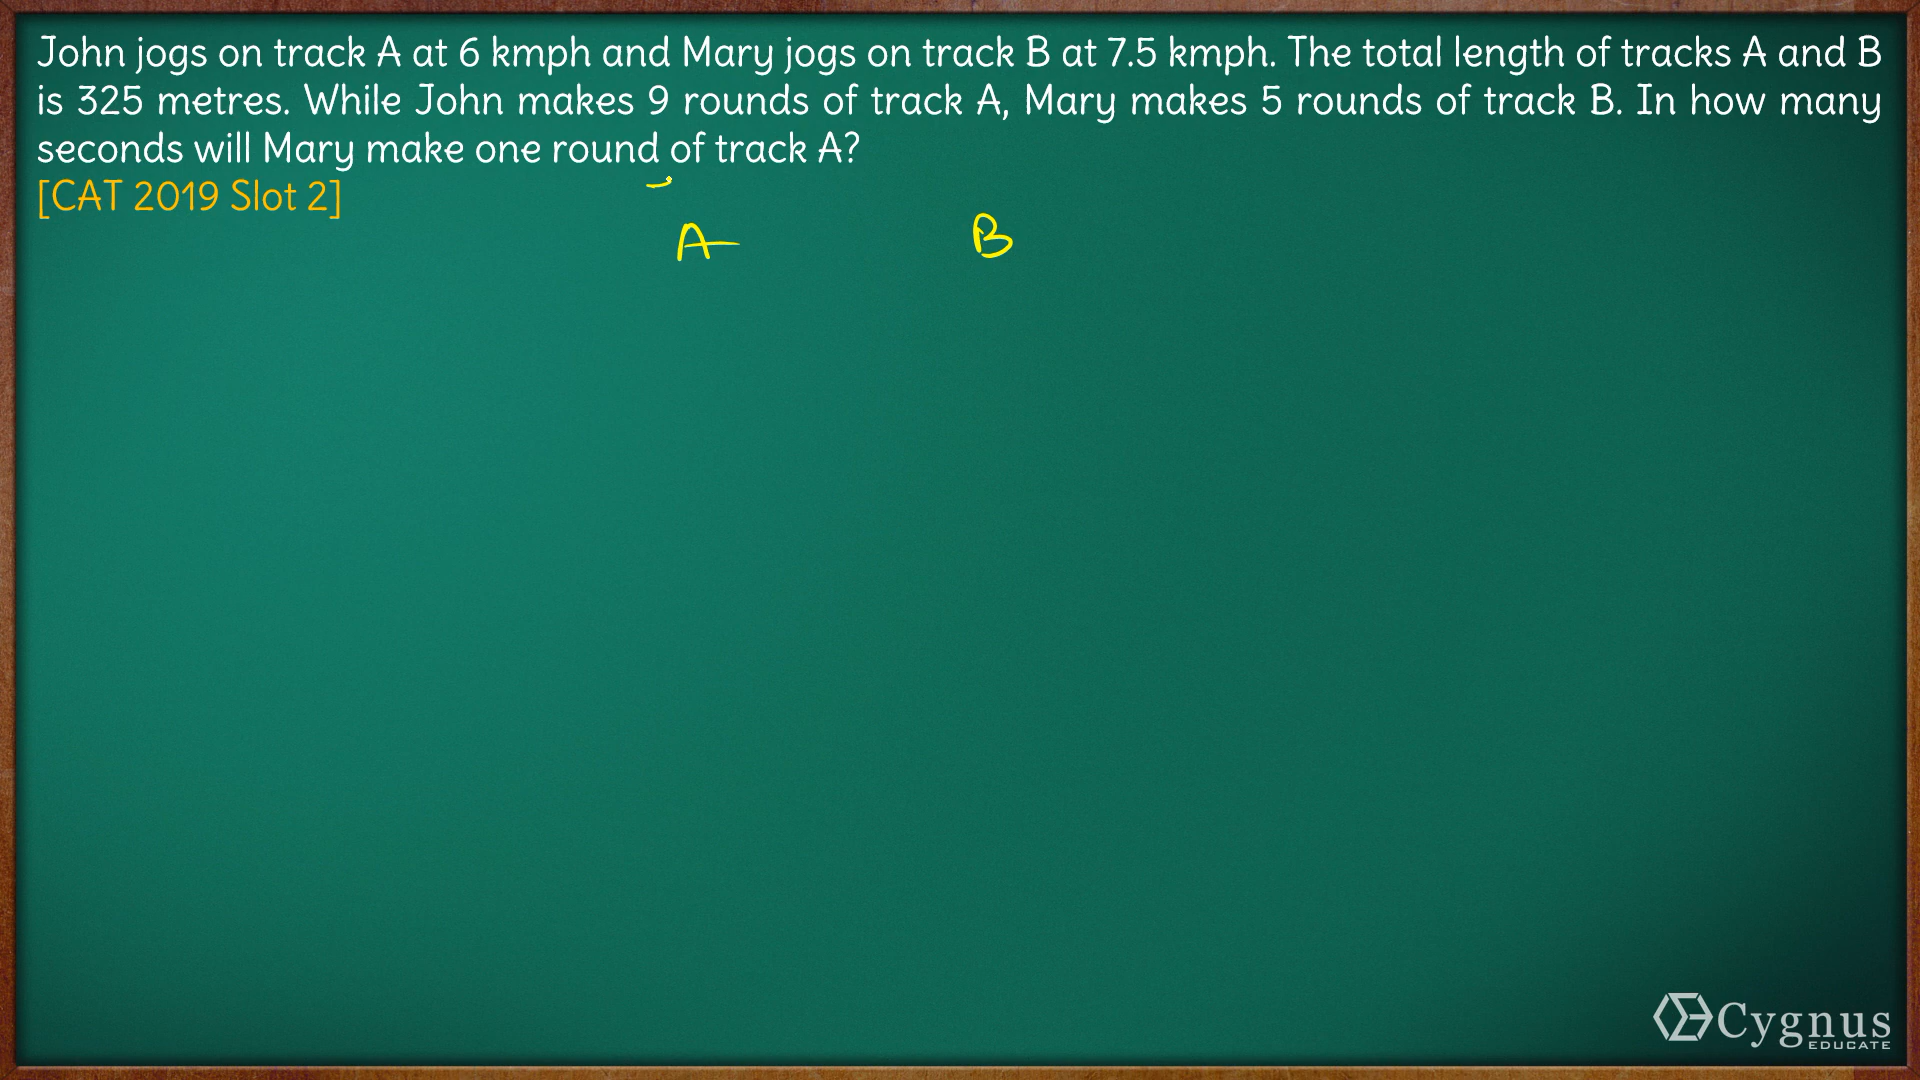 John jogs on track A at 6 kmph and Mary jogs on track B at 7.5 kmph. The total length of tracks A and B
is 325 metres. While John makes 9 rounds of track A, Mary makes 5 rounds of track B. In how many
seconds will Mary make one round of track A?
[CAT 2019 Slot 2]
A B
Cygnus
EDUCATE